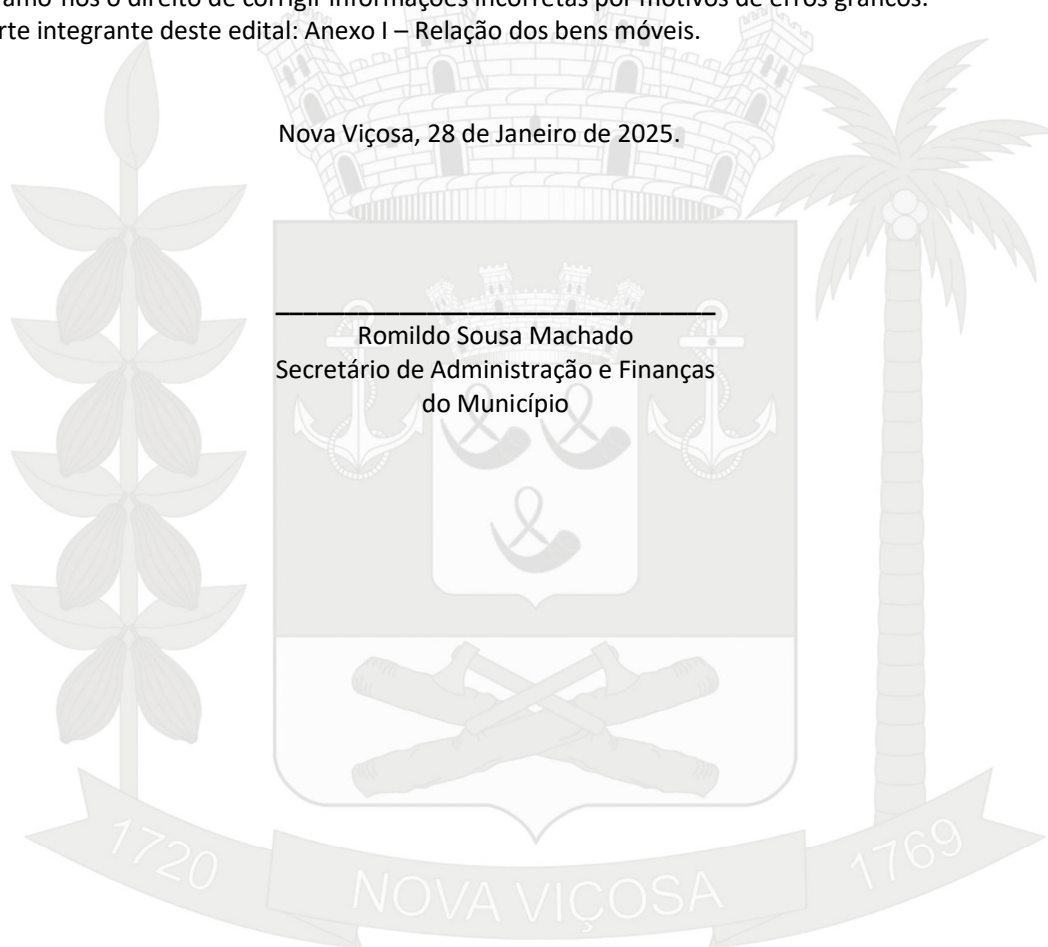 amo-nos o direito de corrigir informações incorretas por motivos de erros gráficos.
rte integrante deste edital: Anexo I – Relação dos bens móveis.
Nova Viçosa, 28 de Janeiro de 2025.
Romildo Sousa Machado
Secretário de Administração e Finanças
do Município
1720
NOVA VIÇOSA
1769